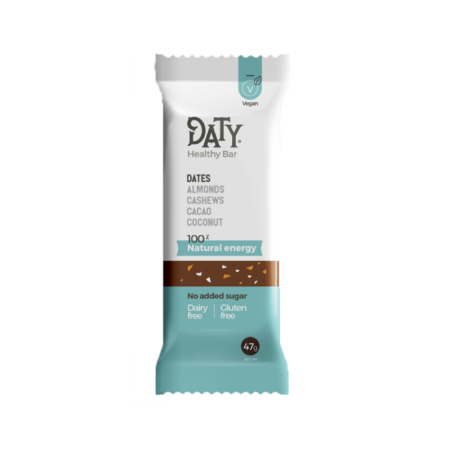 V
Vegan
DATY
Healthy Bar
DATES
ALMONDS
CASHEWS
CACAO
COCONUT
100%
Natural energy
No added sugar
Dairy | Gluten
free | free
47g